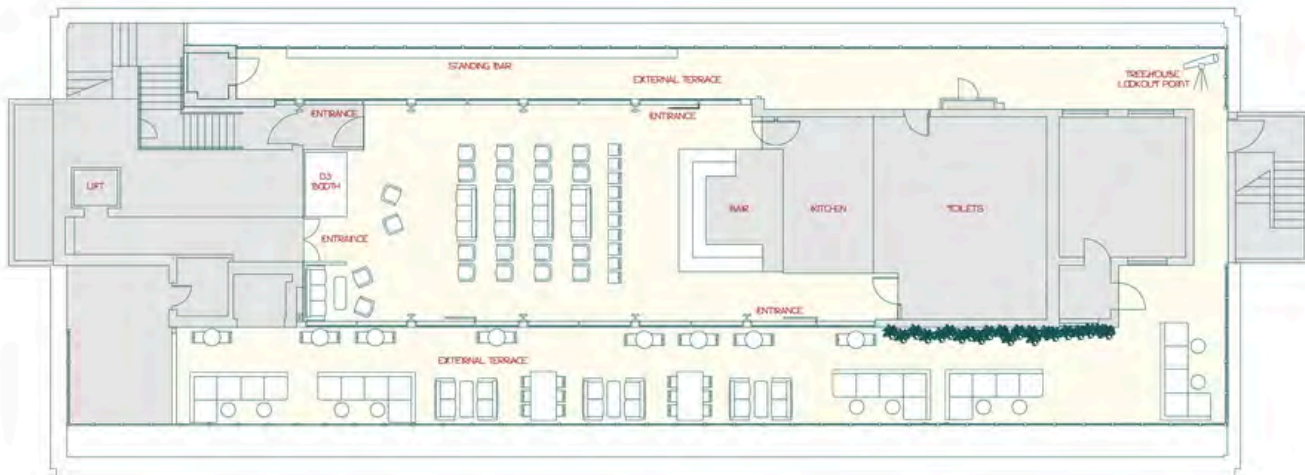 STANDING BAR
EXTERNAL TERRACE
TREEHOUSE
LOOKOUT POINT
ENTRANCE
ENTRANCE
LIFT
DJ
BOOTH
BAR
KITCHEN
TOILETS
ENTRANCE
ENTRANCE
EXTERNAL TERRACE